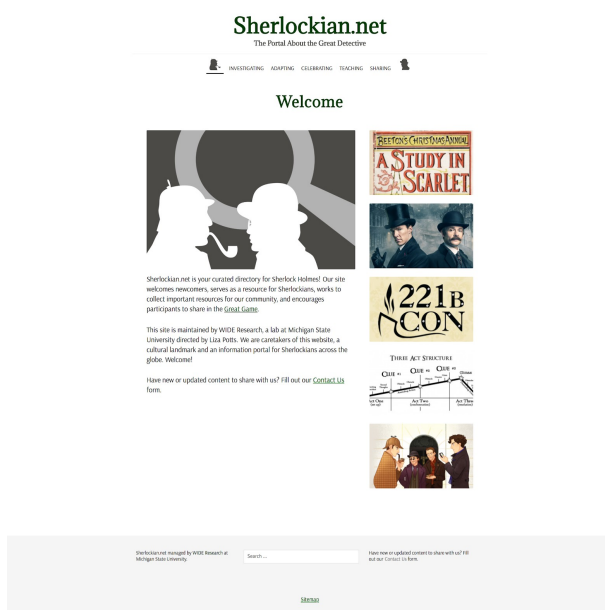 Sherlockian.net
The Portal About the Great Detective
INVESTIGATING ADAPTING CELEBRATING TEACHING SHARING
Welcome
BEETON'S CHRISTMAS ANNUAL
A STUDY IN
SCARLET
221B
CON
THREE ACT STRUCTURE
CLUE #1
CLUE #2
CLUE #3
Climax
Act One
Act Two
Act Three
Sherlockian.net is your curated directory for Sherlock Holmes! Our site
welcomes newcomers, serves as a resource for Sherlockians, works to
collect important resources for our community, and encourages
participants to share in the Great Game.
This site is maintained by WIDE Research, a lab at Michigan State
University directed by Liza Potts. We are caretakers of this website, a
cultural landmark and an information portal for Sherlockians across the
globe. Welcome!
Have new or updated content to share with us? Fill out our Contact Us
form.
Sherlockian.net managed by WIDE Research at
Michigan State University.
Search ...
Have new or updated content to share with us? Fill
out our Contact Us form.
Sitemap